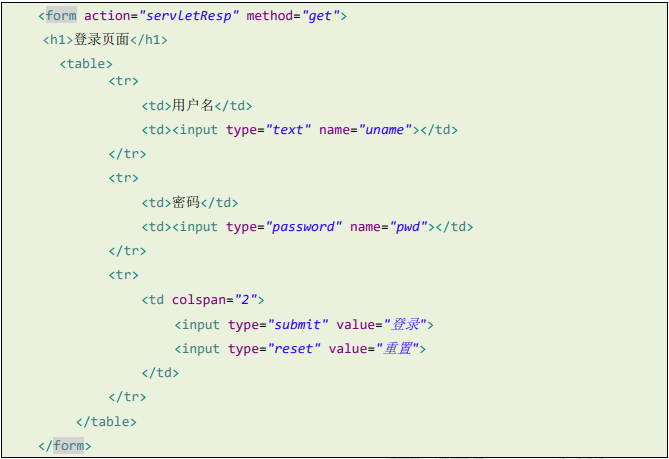 <form action="servletResp" method="get">
<h1>登录页面</h1>
<table>
<tr>
<td>用户名</td>
<td><input type="text" name="uname"></td>
</tr>
<tr>
<td>密码</td>
<td><input type="password" name="pwd"></td>
</tr>
<tr>
<td colspan="2">
<input type="submit" value="登录">
<input type="reset" value="重置">
</td>
</tr>
</table>
</form>